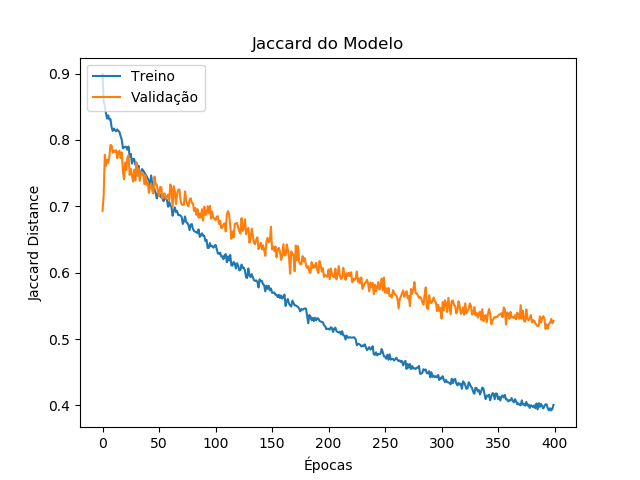 Jaccard do Modelo
Treino
Validação
Jaccard Distance
0.9
0.8
0.7
0.6
0.5
0.4
0 50 100 150 200 250 300 350 400
Épocas